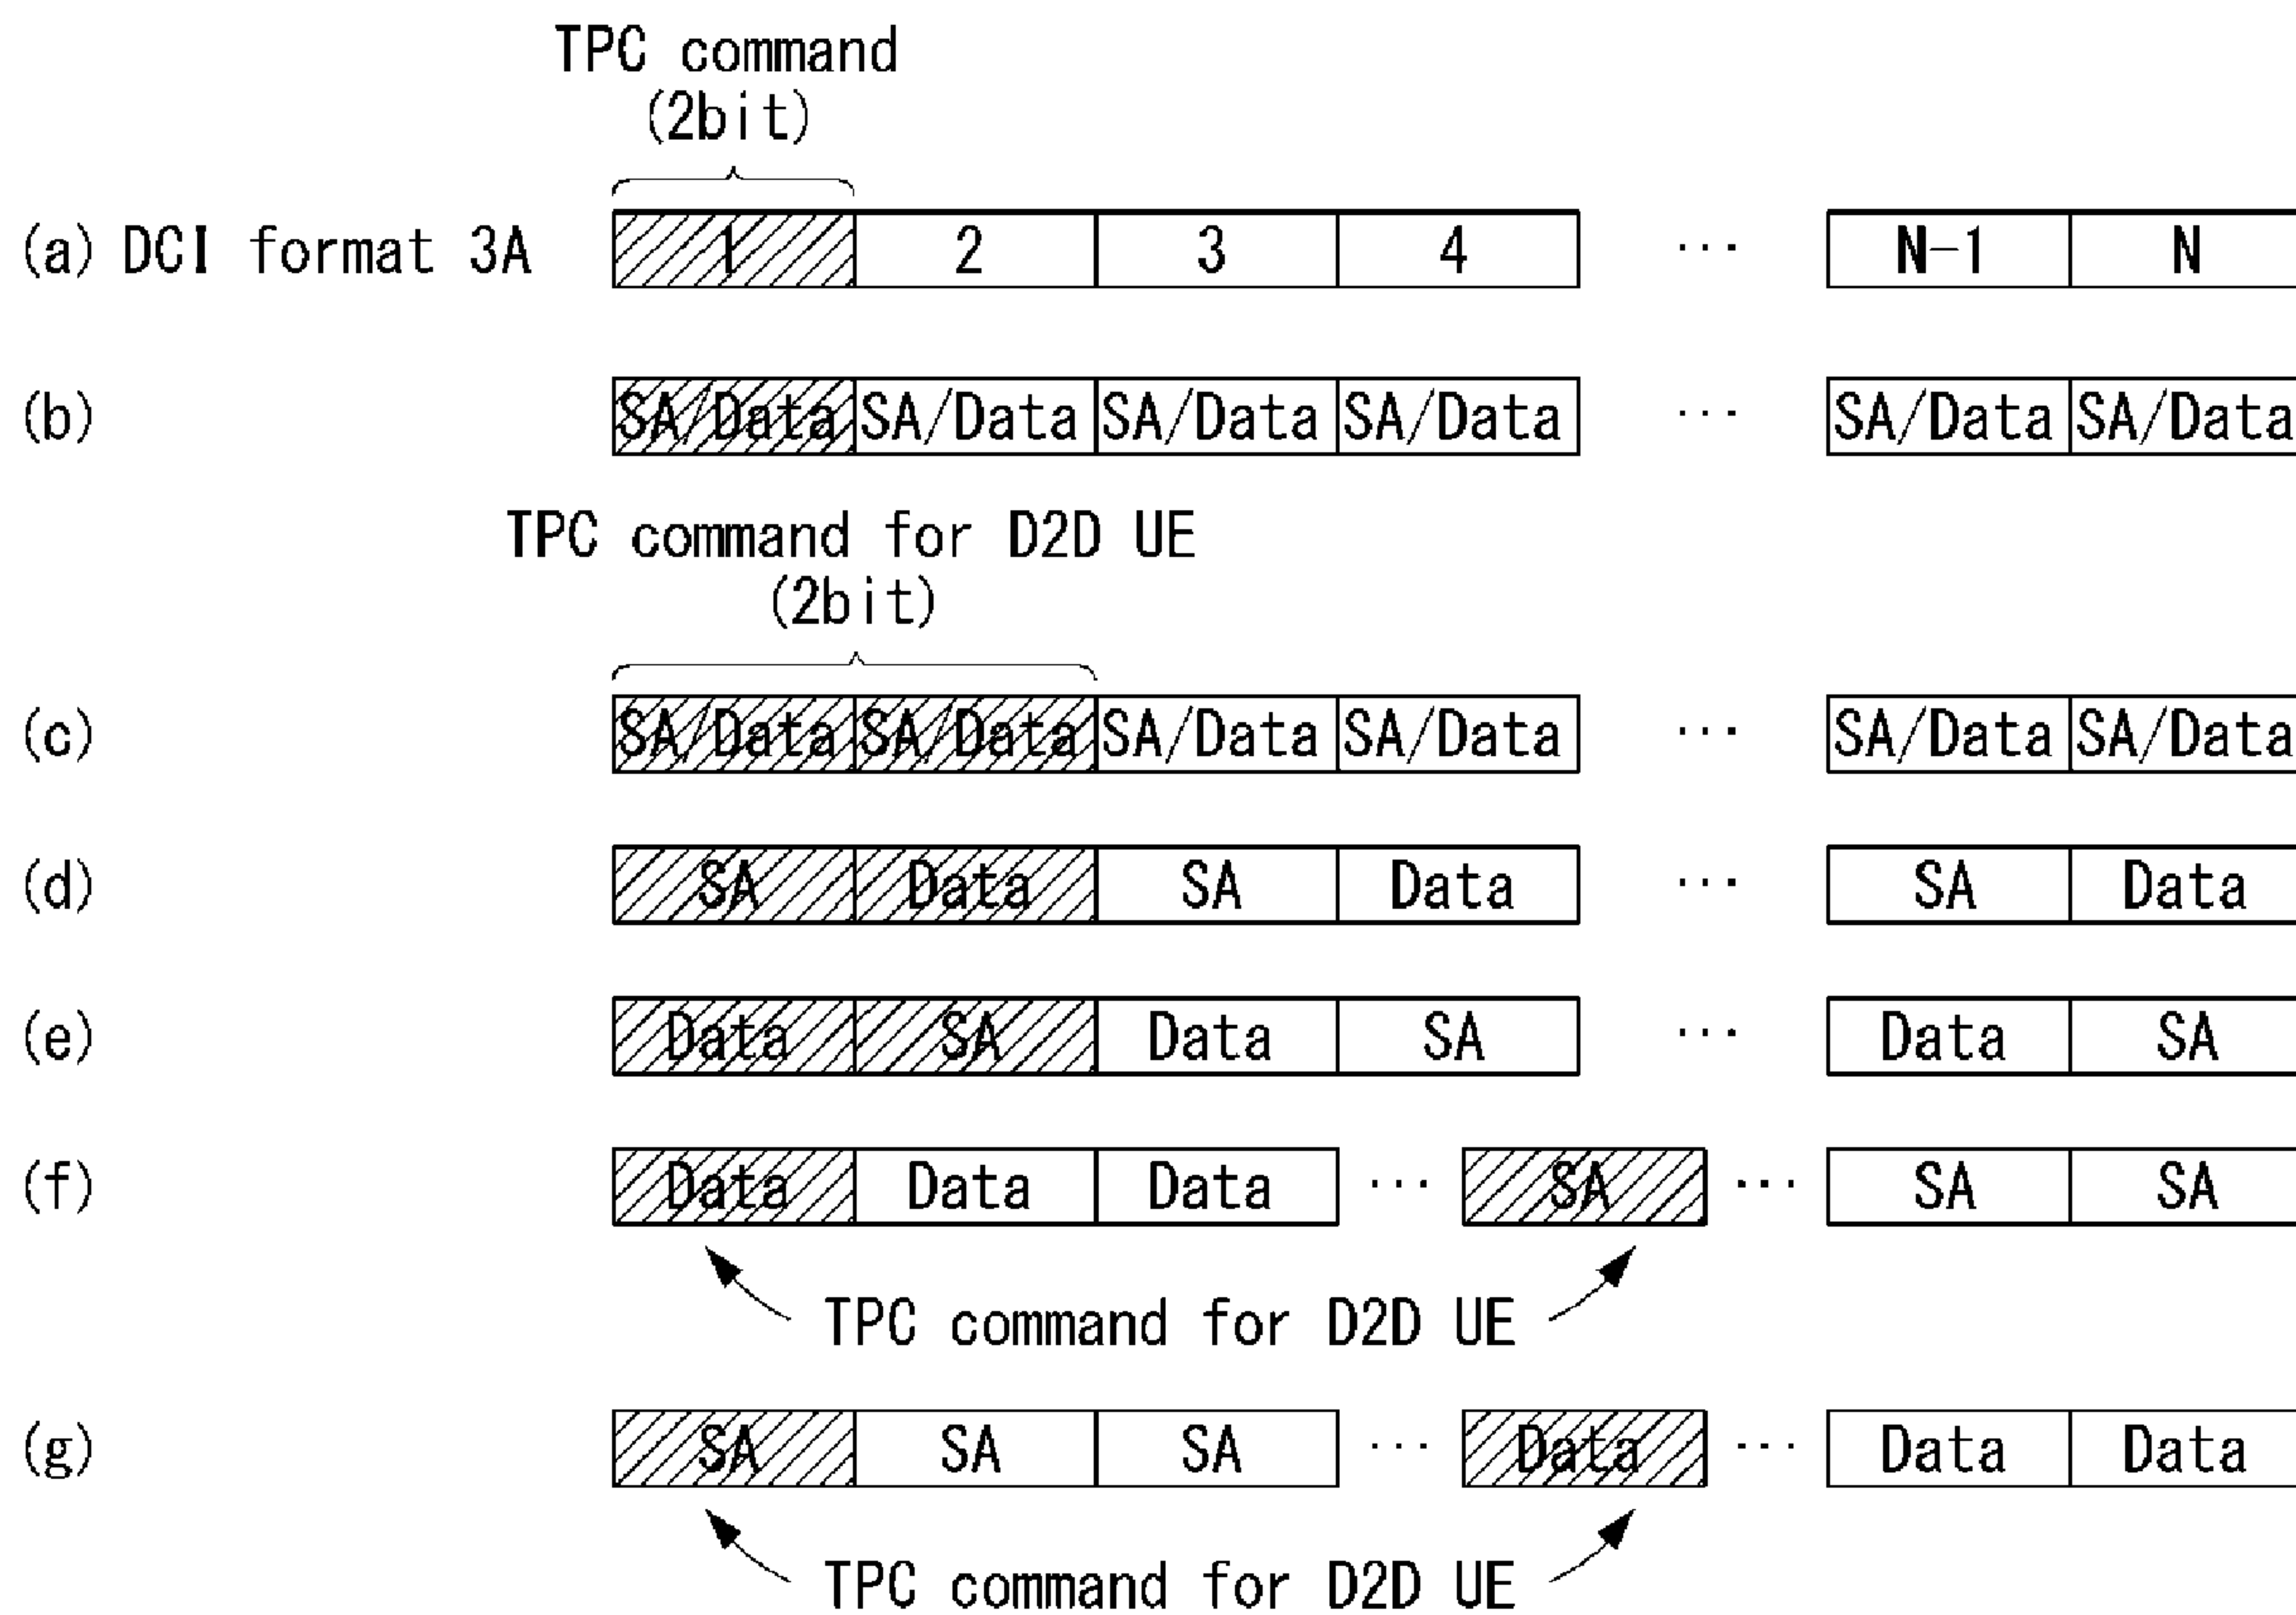 TPC command
(2bit)
(a) DCI format 3A 1 2 3 4 ... N-1 N
(b) SA/Data SA/Data SA/Data SA/Data ... SA/Data SA/Data
TPC command for D2D UE
(2bit)
(c) SA/Data SA/Data SA/Data SA/Data ... SA/Data SA/Data
(d) SA Data SA Data ... SA Data
(e) Data SA Data SA ... Data SA
(f) Data Data Data ... SA ... SA SA
TPC command for D2D UE
(g) SA SA SA ... Data ... Data Data
TPC command for D2D UE